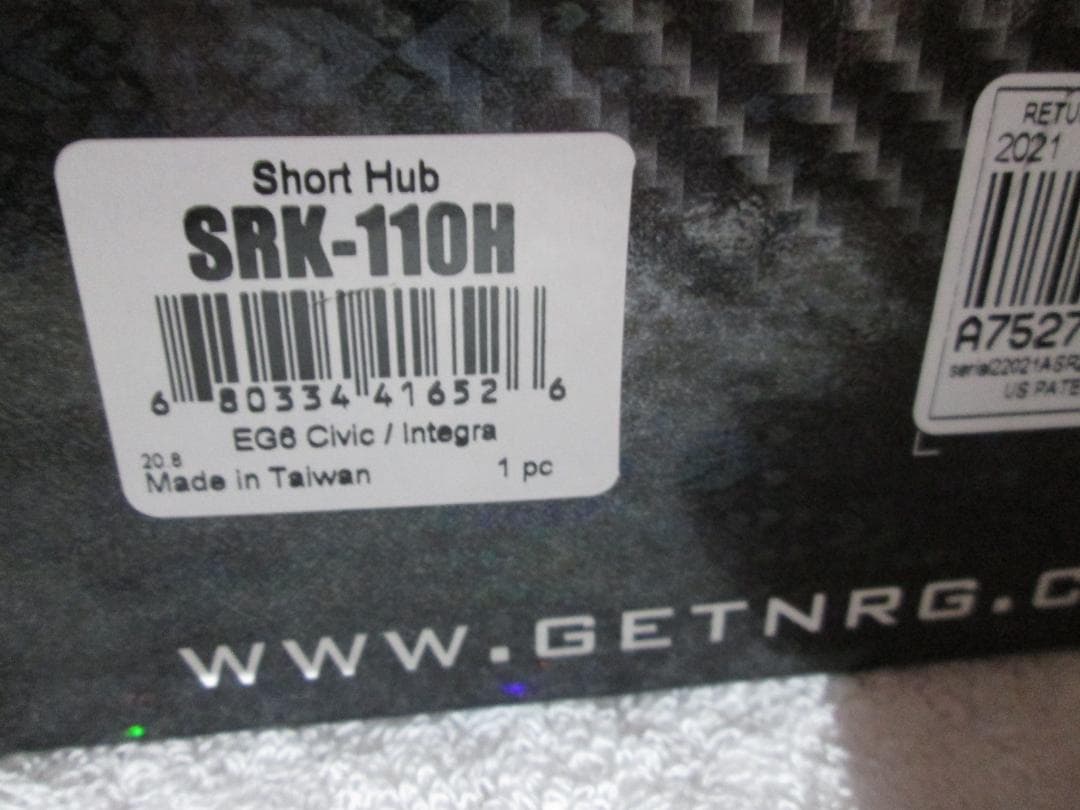 Short Hub
SRK-110H
6 80334 41652 6
EG6 Civic / Integra
20.8
Made in Taiwan
1 pc
RETU
2021
A7527
US PATE
WWW.GETNRG.C